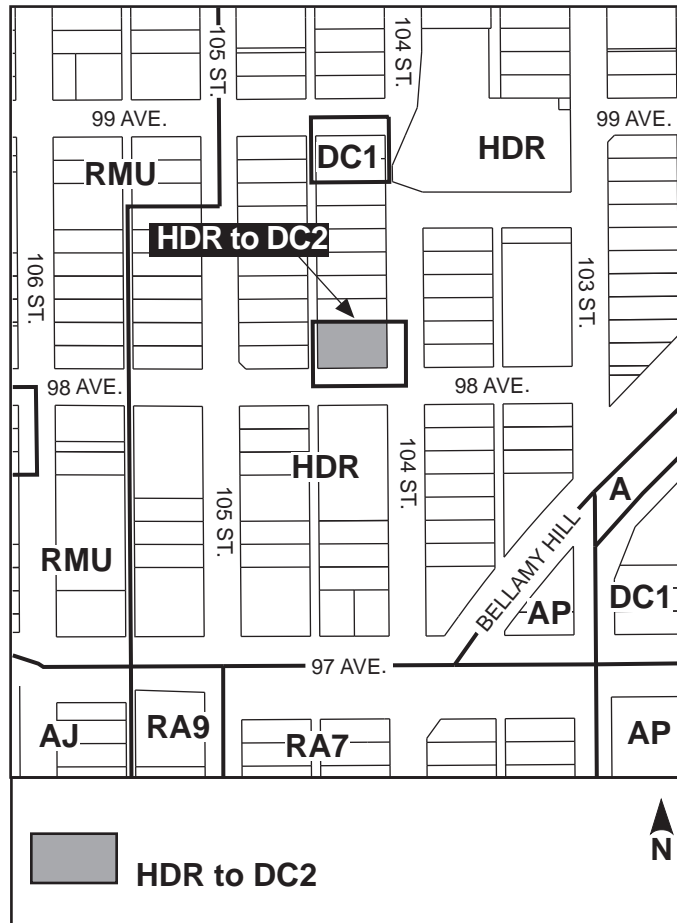 105 ST.
104 ST.
99 AVE.
99 AVE.
DC1
HDR
RMU
HDR to DC2
106 ST.
103 ST.
98 AVE.
98 AVE.
HDR
104 ST.
A
105 ST.
BELLAMY HILL
RMU
AP
DC1
97 AVE.
AJ
RA9
RA7
AP
N
HDR to DC2